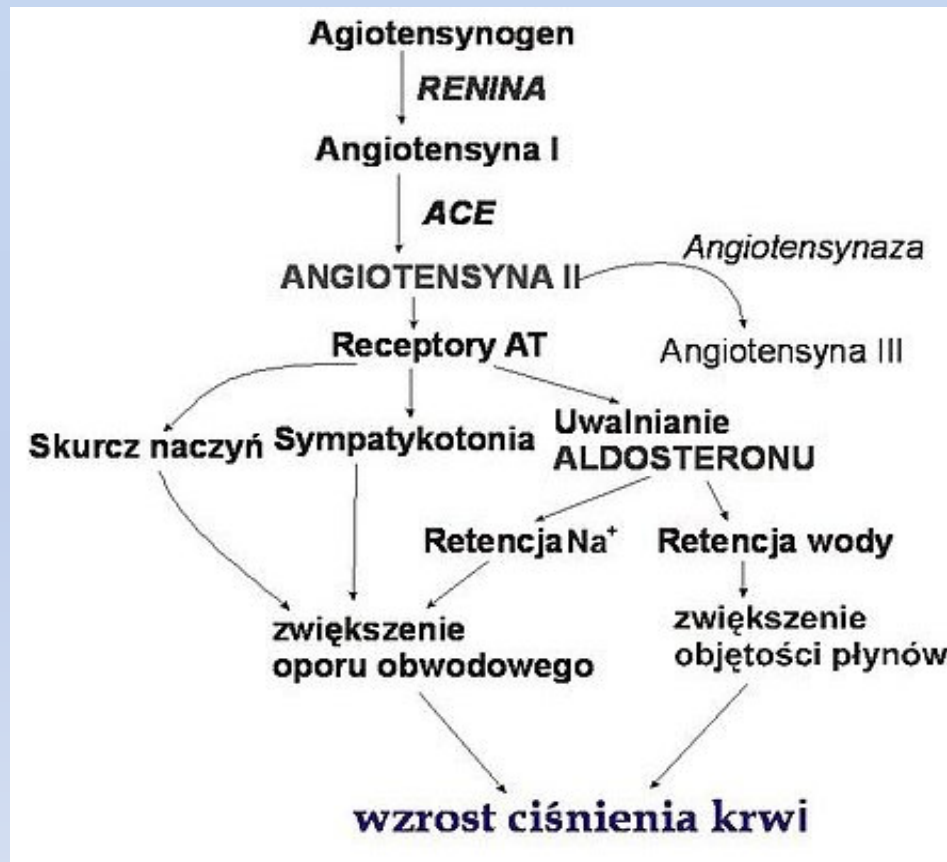 Agiotensynogen
RENINA
Angiotensyna I
ACE
Angiotensynaza
ANGIOTENSYNA II
Receptory AT
Angiotensyna III
Skurcz naczyń
Sympatykotonia
Uwalnianie
ALDOSTERONU
Retencja Na⁺
Retencja wody
zwiększenie
oporu obwodowego
zwiększenie
objętości płynów
wzrost ciśnienia krwi